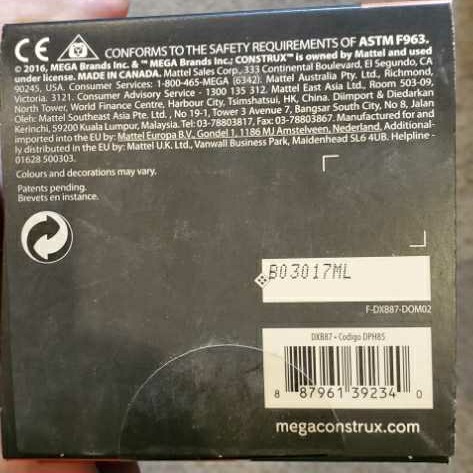 CE CONFORMS TO THE SAFETY REQUIREMENTS OF ASTM F963.
© 2016, MEGA Brands Inc. & ™ MEGA Brands Inc.; CONSTRUX™ is owned by Mattel and used
under license. MADE IN CANADA. Mattel Sales Corp., 333 Continental Boulevard, El Segundo, CA
90245, USA. Consumer Services: 1-800-465-MEGA (6342). Mattel Australia Pty. Ltd., Richmond,
Victoria. 3121. Consumer Advisory Service - 1300 135 312. Mattel East Asia Ltd., Room 503-09,
North Tower, World Finance Centre, Harbour City, Tsimshatsui, HK, China. Diimport & Diedarkan
Oleh: Mattel Southeast Asia Pte. Ltd. , No 19-1, Tower 3 Avenue 7, Bangsar South City, No 8, Jalan
Kerinchi, 59200 Kuala Lumpur, Malaysia. Tel: 03-78803817, Fax: 03-78803867. Manufactured for and
imported into the EU by: Mattel Europa B.V., Gondel 1, 1186 MJ Amstelveen, Nederland. Additional-
ly distributed in the EU by: Mattel U.K. Ltd., Vanwall Business Park, Maidenhead SL6 4UB. Helpline -
01628 500303.
Colours and decorations may vary.
Patents pending.
Brevets en instance.
B03017ML
F-DXB87-DOM02
DXB87 • Codigo DPH85
8 87961 39234 0
megaconstrux.com